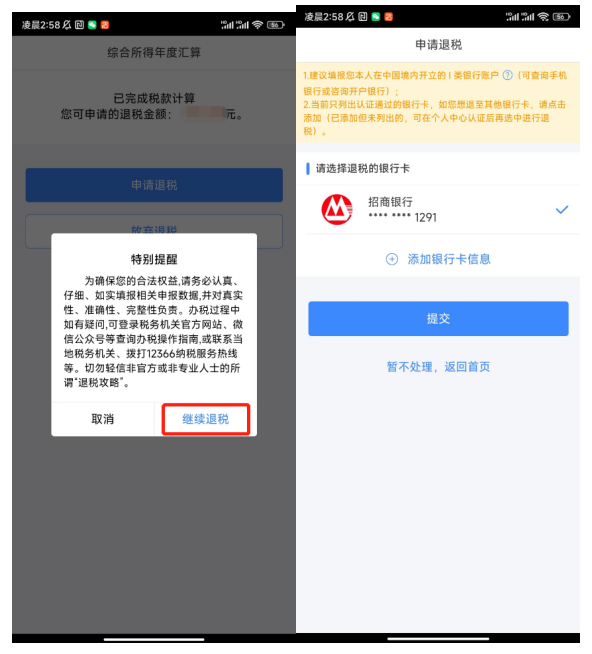 凌晨2:58
56
综合所得年度汇算
已完成税款计算
您可申请的退税金额：
元。
申请退税
放弃退税
特别提醒
为确保您的合法权益,请务必认真、
仔细、如实填报相关申报数据,并对真实
性、准确性、完整性负责。办税过程中
如有疑问,可登录税务机关官方网站、微
信公众号等查询办税操作指南,或联系当
地税务机关、拨打12366纳税服务热线
等。切勿轻信非官方或非专业人士的所
谓“退税攻略”。
取消
继续退税
凌晨2:58
56
申请退税
1.建议填报您本人在中国境内开立的 I 类银行账户 ?（可查询手机
银行或咨询开户银行）；
2.当前只列出认证通过的银行卡，如您想退至其他银行卡，请点击
添加（已添加但未列出的，可在个人中心认证后再选中进行退
税）。
请选择退税的银行卡
招商银行
**** **** 1291
添加银行卡信息
提交
暂不处理，返回首页